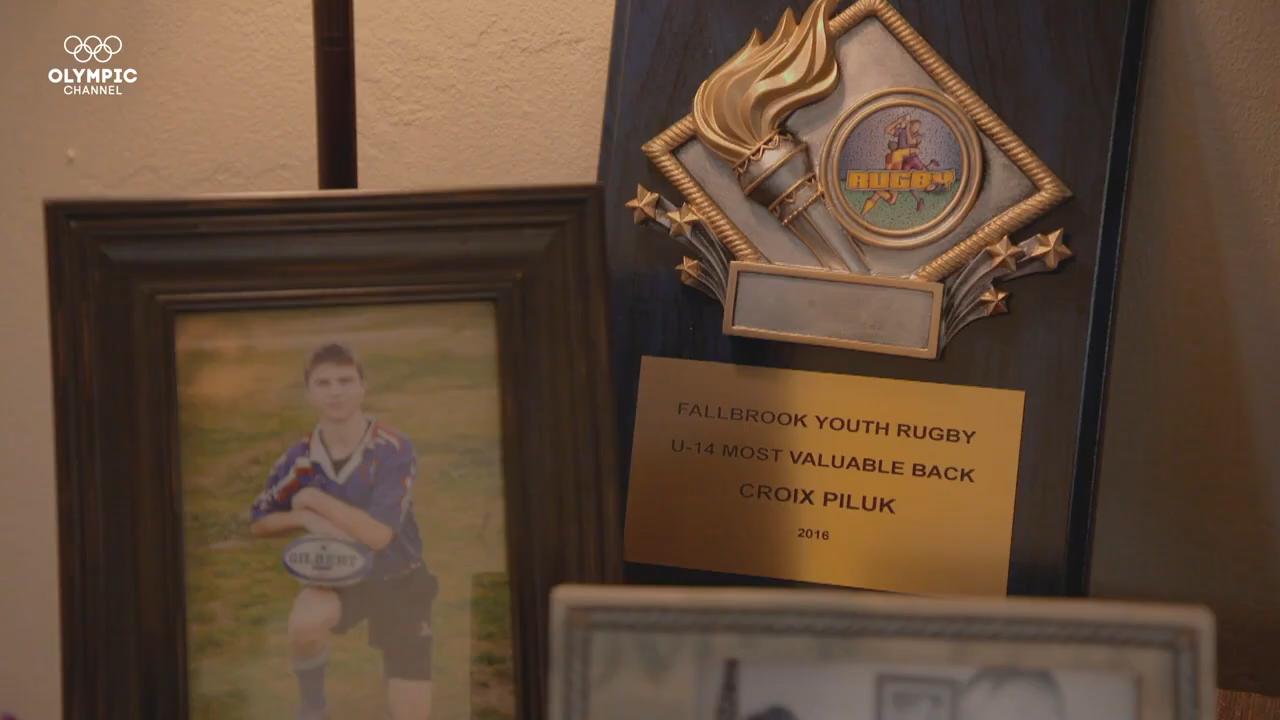 OLYMPIC
CHANNEL
RUGBY
FALLBROOK YOUTH RUGBY
U-14 MOST VALUABLE BACK
CROIX PILUK
2016
GILBERT